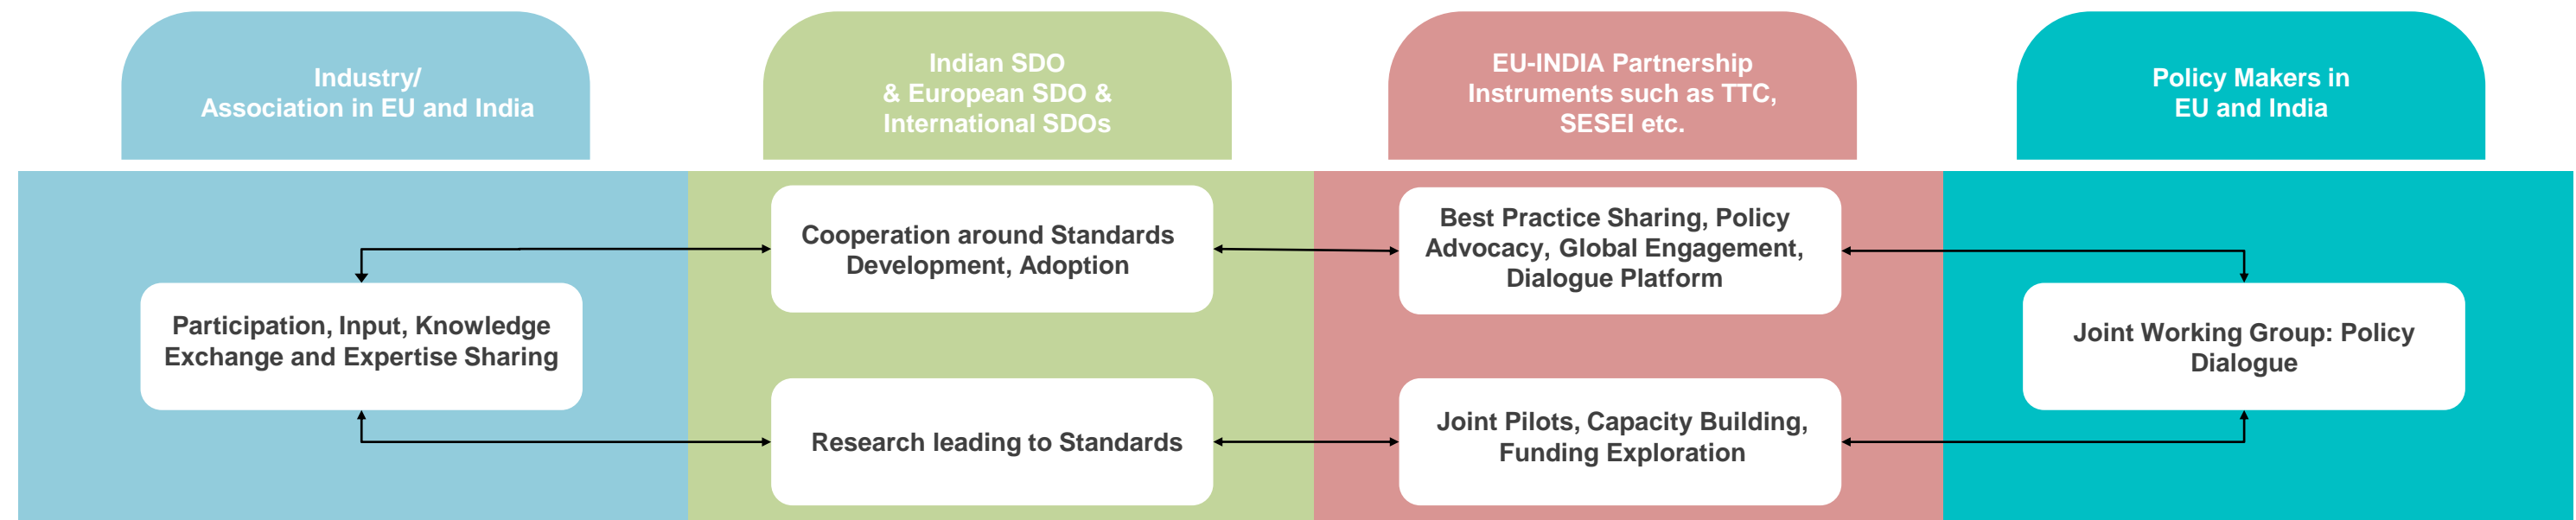 Industry/
Association in EU and India
Indian SDO
& European SDO &
International SDOs
EU-INDIA Partnership
Instruments such as TTC,
SESEI etc.
Policy Makers in
EU and India
Participation, Input, Knowledge
Exchange and Expertise Sharing
Cooperation around Standards
Development, Adoption
Research leading to Standards
Best Practice Sharing, Policy
Advocacy, Global Engagement,
Dialogue Platform
Joint Pilots, Capacity Building,
Funding Exploration
Joint Working Group: Policy
Dialogue